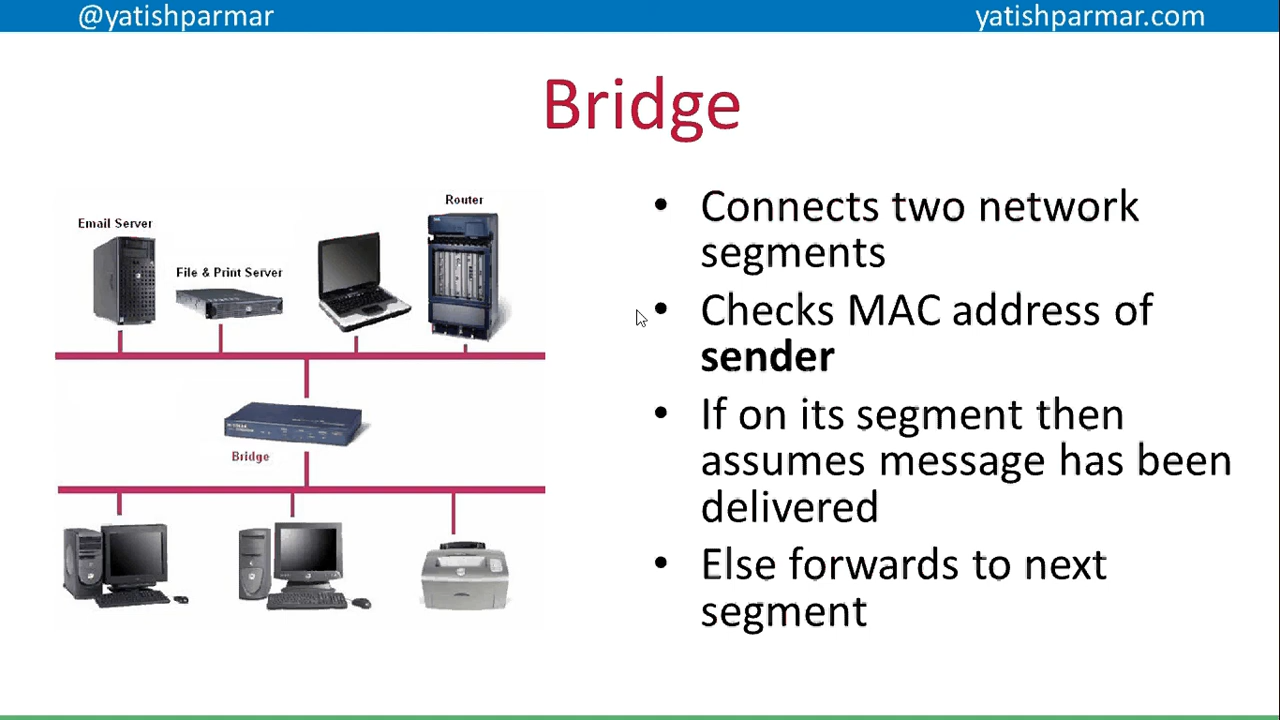 @yatishparmar
yatishparmar.com
Bridge
Email Server
File & Print Server
Router
Bridge
• Connects two network
segments
• Checks MAC address of
sender
• If on its segment then
assumes message has been
delivered
• Else forwards to next
segment